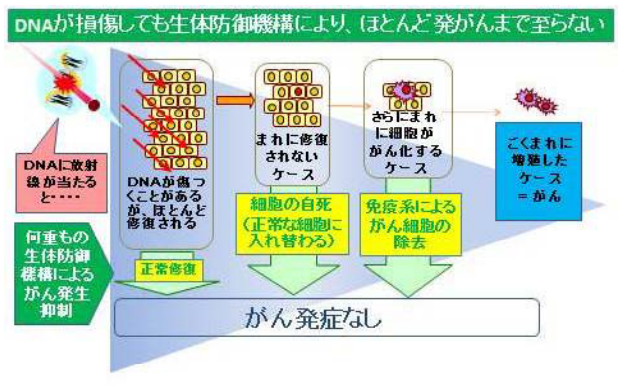 DNAが損傷しても生体防御機構により、ほとんど発がんまで至らない
DNAに放射
線が当たる
と・・・・
DNAが傷つ
くことがある
が、ほとんど
修復される
まれに修復
されない
ケース
さらにまれ
に細胞が
がん化する
ケース
ごくまれに
増殖した
ケース
=がん
何重もの
生体防御
機構による
がん発生
抑制
正常修復
細胞の自死
(正常な細胞に
入れ替わる)
免疫系による
がん細胞の
除去
がん発症なし